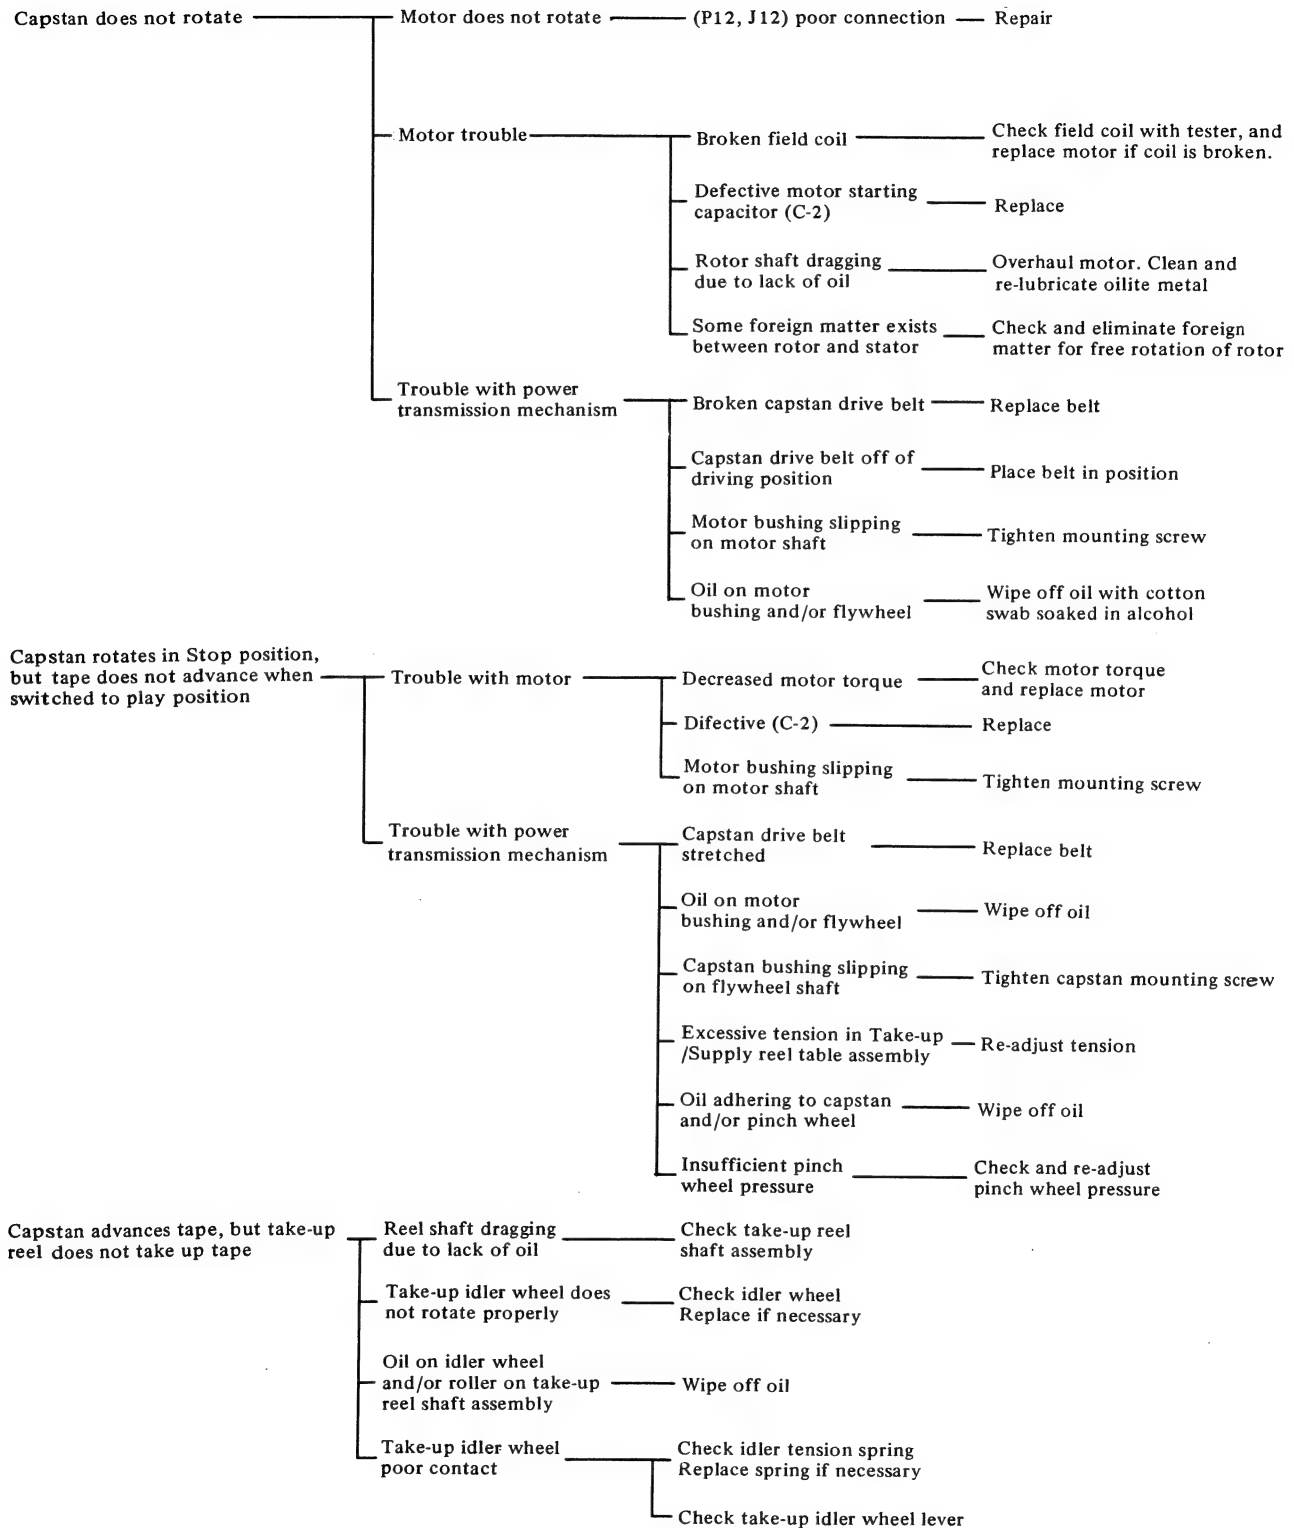 Capstan does not rotate
Motor does not rotate
(P12, J12) poor connection
Repair
Motor trouble
Broken field coil
Check field coil with tester, and
replace motor if coil is broken.
Defective motor starting
capacitor (C-2)
Replace
Rotor shaft dragging
due to lack of oil
Overhaul motor. Clean and
re-lubricate oilite metal
Some foreign matter exists
between rotor and stator
Check and eliminate foreign
matter for free rotation of rotor
Trouble with power
transmission mechanism
Broken capstan drive belt
Replace belt
Capstan drive belt off of
driving position
Place belt in position
Motor bushing slipping
on motor shaft
Tighten mounting screw
Oil on motor
bushing and/or flywheel
Wipe off oil with cotton
swab soaked in alcohol
Capstan rotates in Stop position,
but tape does not advance when
switched to play position
Trouble with motor
Decreased motor torque
Check motor torque
and replace motor
Difective (C-2)
Replace
Motor bushing slipping
on motor shaft
Tighten mounting screw
Trouble with power
transmission mechanism
Capstan drive belt
stretched
Replace belt
Oil on motor
bushing and/or flywheel
Wipe off oil
Capstan bushing slipping
on flywheel shaft
Tighten capstan mounting screw
Excessive tension in Take-up
/Supply reel table assembly
Re-adjust tension
Oil adhering to capstan
and/or pinch wheel
Wipe off oil
Insufficient pinch
wheel pressure
Check and re-adjust
pinch wheel pressure
Capstan advances tape, but take-up
reel does not take up tape
Reel shaft dragging
due to lack of oil
Check take-up reel
shaft assembly
Take-up idler wheel does
not rotate properly
Check idler wheel
Replace if necessary
Oil on idler wheel
and/or roller on take-up
reel shaft assembly
Wipe off oil
Take-up idler wheel
poor contact
Check idler tension spring
Replace spring if necessary
Check take-up idler wheel lever